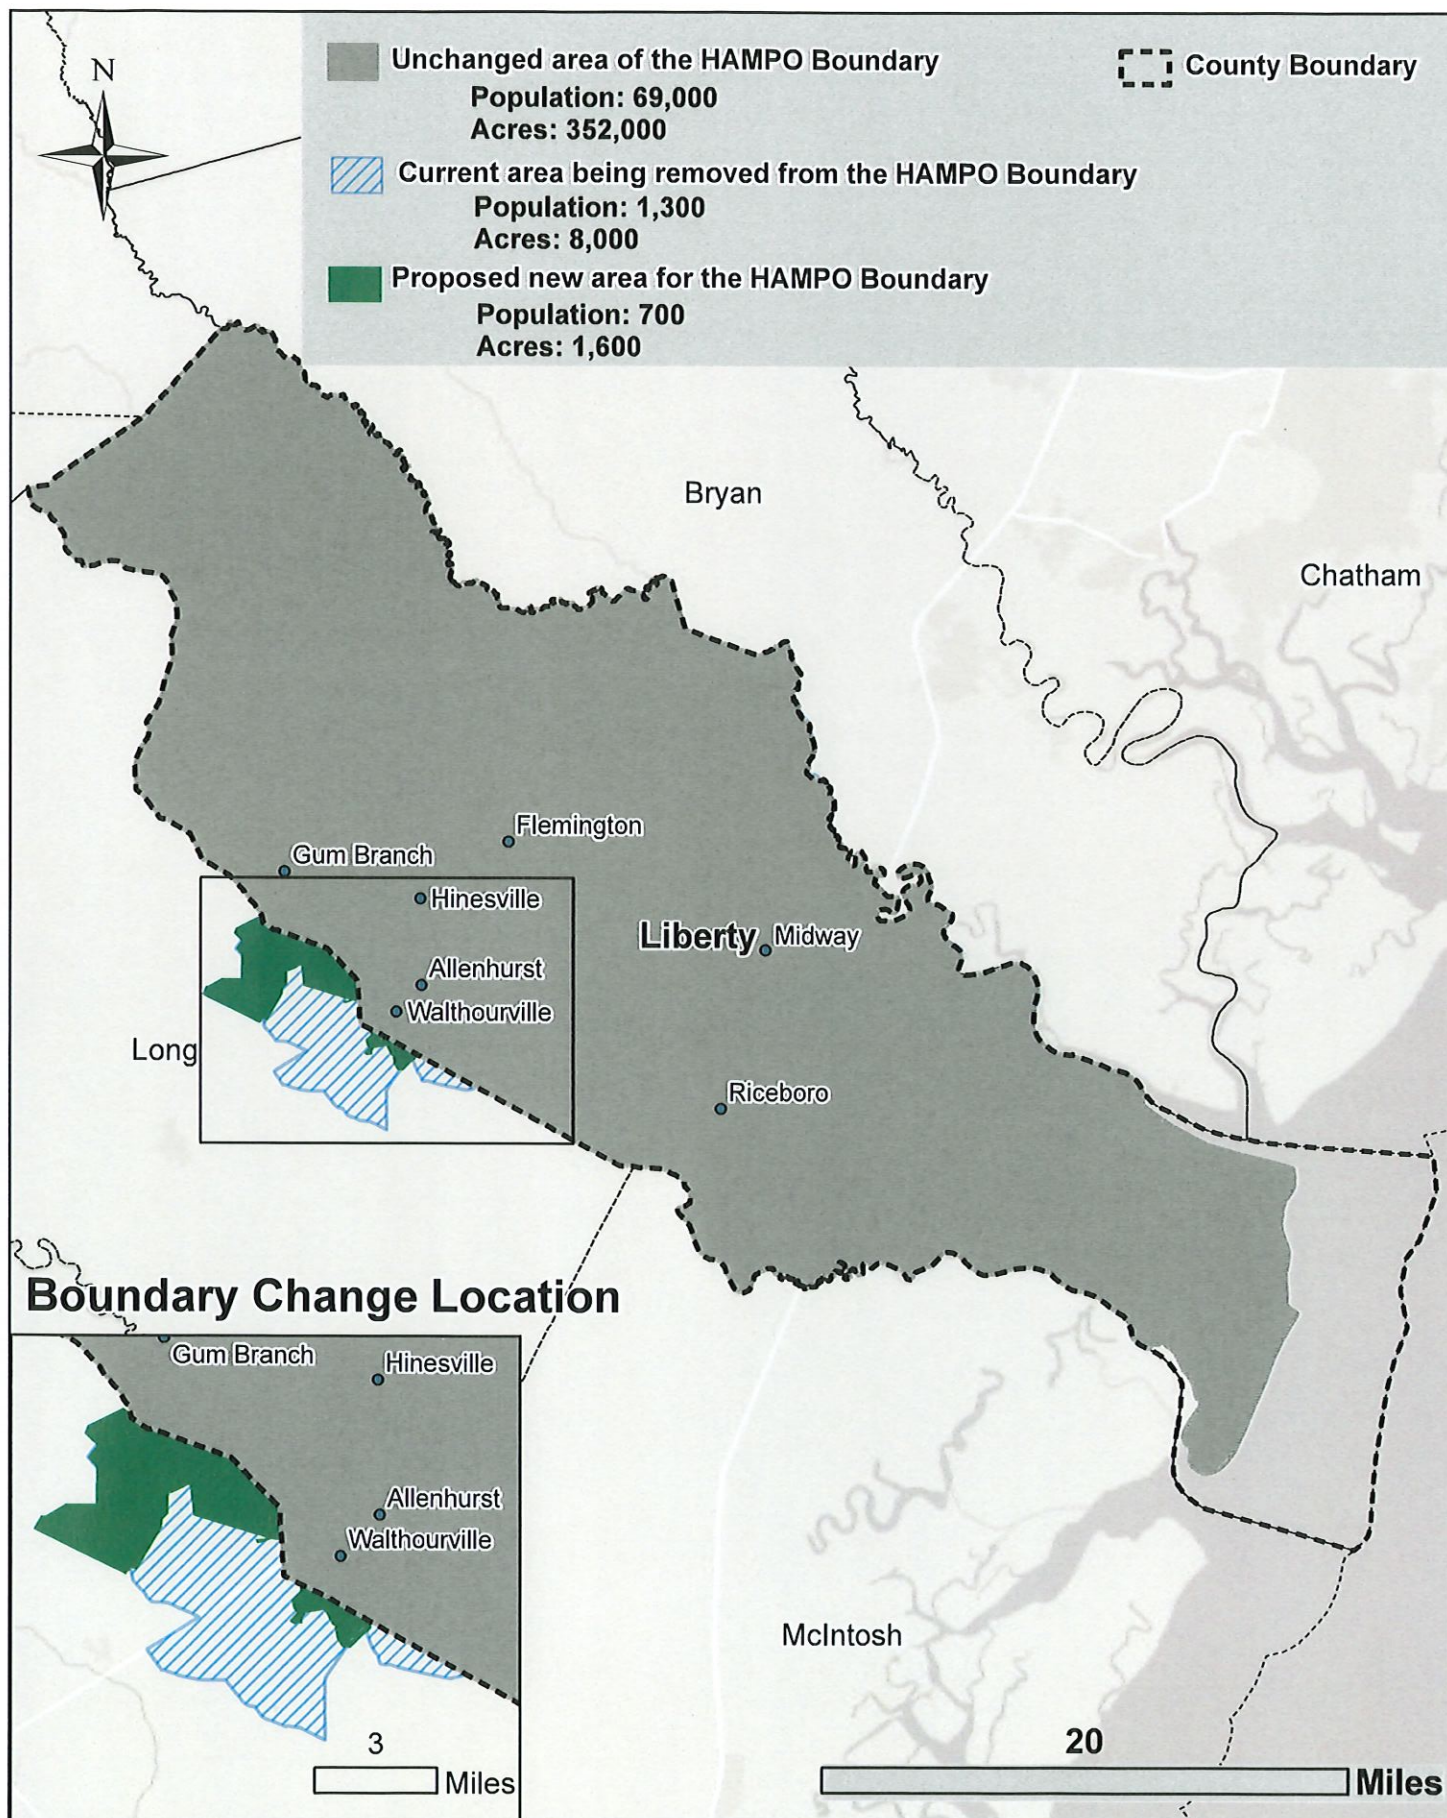 N
Unchanged area of the HAMPO Boundary
Population: 69,000
Acres: 352,000
County Boundary
Current area being removed from the HAMPO Boundary
Population: 1,300
Acres: 8,000
Proposed new area for the HAMPO Boundary
Population: 700
Acres: 1,600
Bryan
Chatham
Flemington
Gum Branch
Hinesville
Liberty
Midway
Allenhurst
Walthourville
Long
Riceboro
Boundary Change Location
Gum Branch
Hinesville
Allenhurst
Walthourville
McIntosh
3
Miles
20
Miles